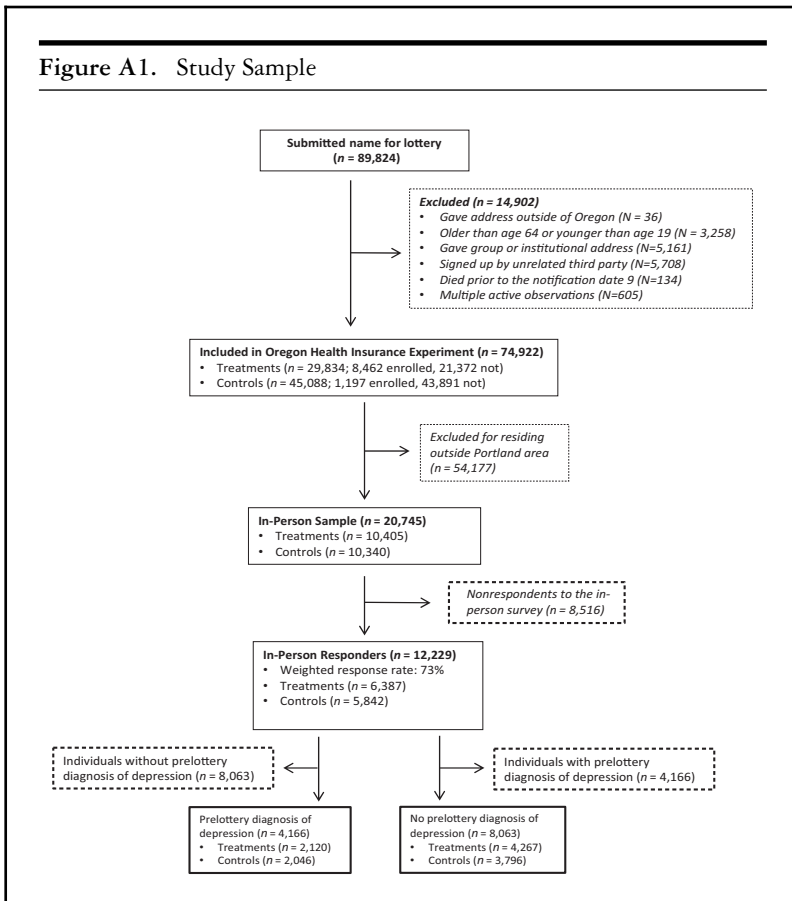 Figure A1. Study Sample
Submitted name for lottery
(n = 89,824)
Excluded (n = 14,902)
• Gave address outside of Oregon (N = 36)
• Older than age 64 or younger than age 19 (N = 3,258)
• Gave group or institutional address (N=5,161)
• Signed up by unrelated third party (N=5,708)
• Died prior to the notification date 9 (N=134)
• Multiple active observations (N=605)
Included in Oregon Health Insurance Experiment (n = 74,922)
• Treatments (n = 29,834; 8,462 enrolled, 21,372 not)
• Controls (n = 45,088; 1,197 enrolled, 43,891 not)
Excluded for residing
outside Portland area
(n = 54,177)
In-Person Sample (n = 20,745)
• Treatments (n = 10,405)
• Controls (n = 10,340)
Nonrespondents to the in-
person survey (n = 8,516)
In-Person Responders (n = 12,229)
• Weighted response rate: 73%
• Treatments (n = 6,387)
• Controls (n = 5,842)
Individuals without prelottery
diagnosis of depression (n = 8,063)
Individuals with prelottery
diagnosis of depression (n = 4,166)
Prelottery diagnosis of
depression (n = 4,166)
• Treatments (n = 2,120)
• Controls (n = 2,046)
No prelottery diagnosis of
depression (n = 8,063)
• Treatments (n = 4,267)
• Controls (n = 3,796)